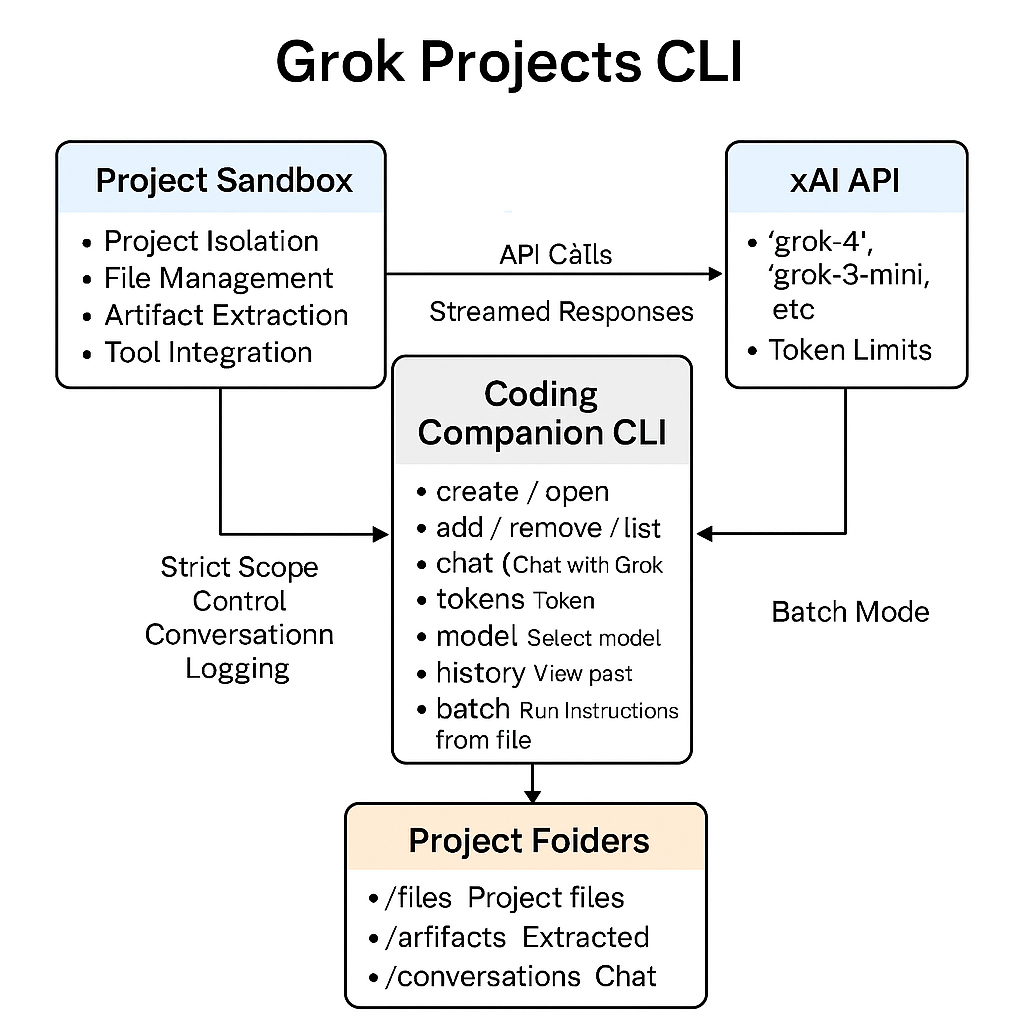 Grok Projects CLI
Project Sandbox
• Project Isolation
• File Management
• Artifact Extraction
• Tool Integration
API Càlls
Streamed Responses
xAI API
• ‘grok-4',
‘grok-3-mini,
etc
• Token Limits
Coding
Companion CLI
• create / open
• add / remove / list
• chat (Chat with Grok
• tokens Token
• model Select model
• history View past
• batch Run Instructions
from file
Strict Scope
Control
Conversationn
Logging
Batch Mode
Project Foiders
• /files Project files
• /arfifacts Extracted
• /conversations Chat